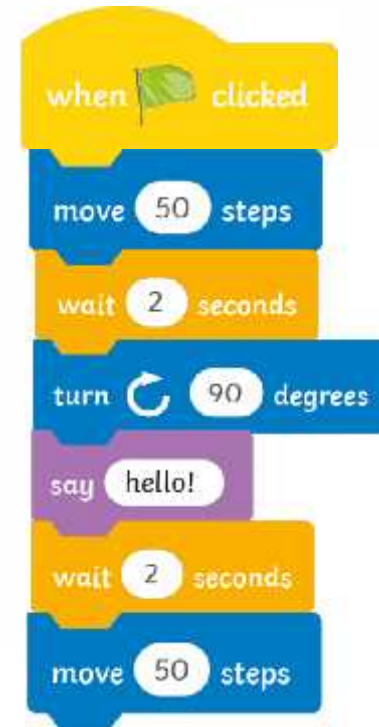 when clicked
move 50 steps
wait 2 seconds
turn 90 degrees
say hello!
wait 2 seconds
move 50 steps